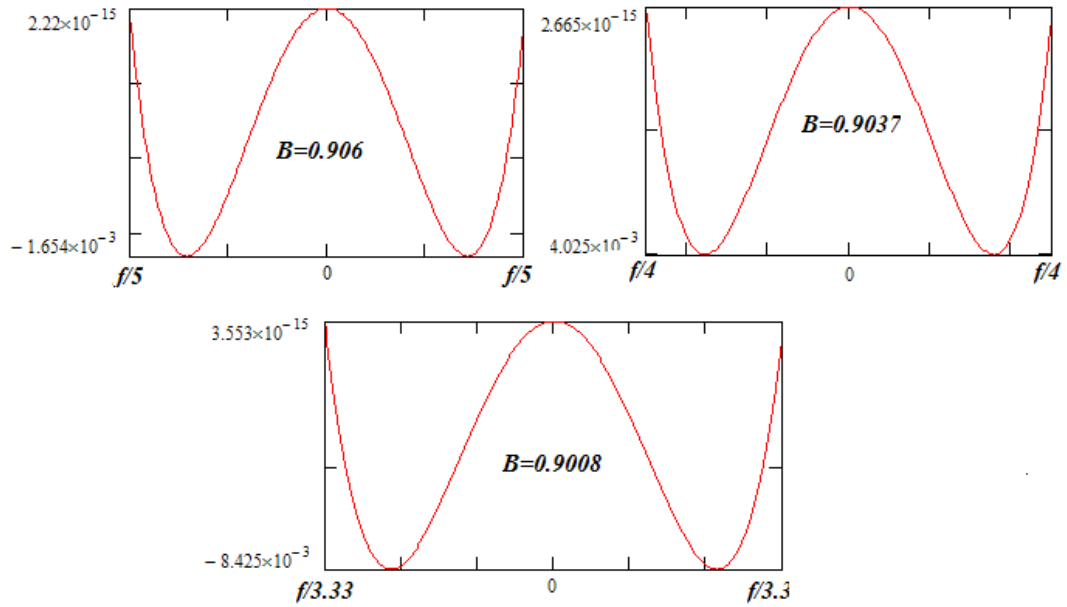 2.22×10⁻¹⁵
B=0.906
−1.654×10⁻³
f/5 0 f/5
2.665×10⁻¹⁵
B=0.9037
4.025×10⁻³
f/4 0 f/4
3.553×10⁻¹⁵
B=0.9008
−8.425×10⁻³
f/3.33 0 f/3.3